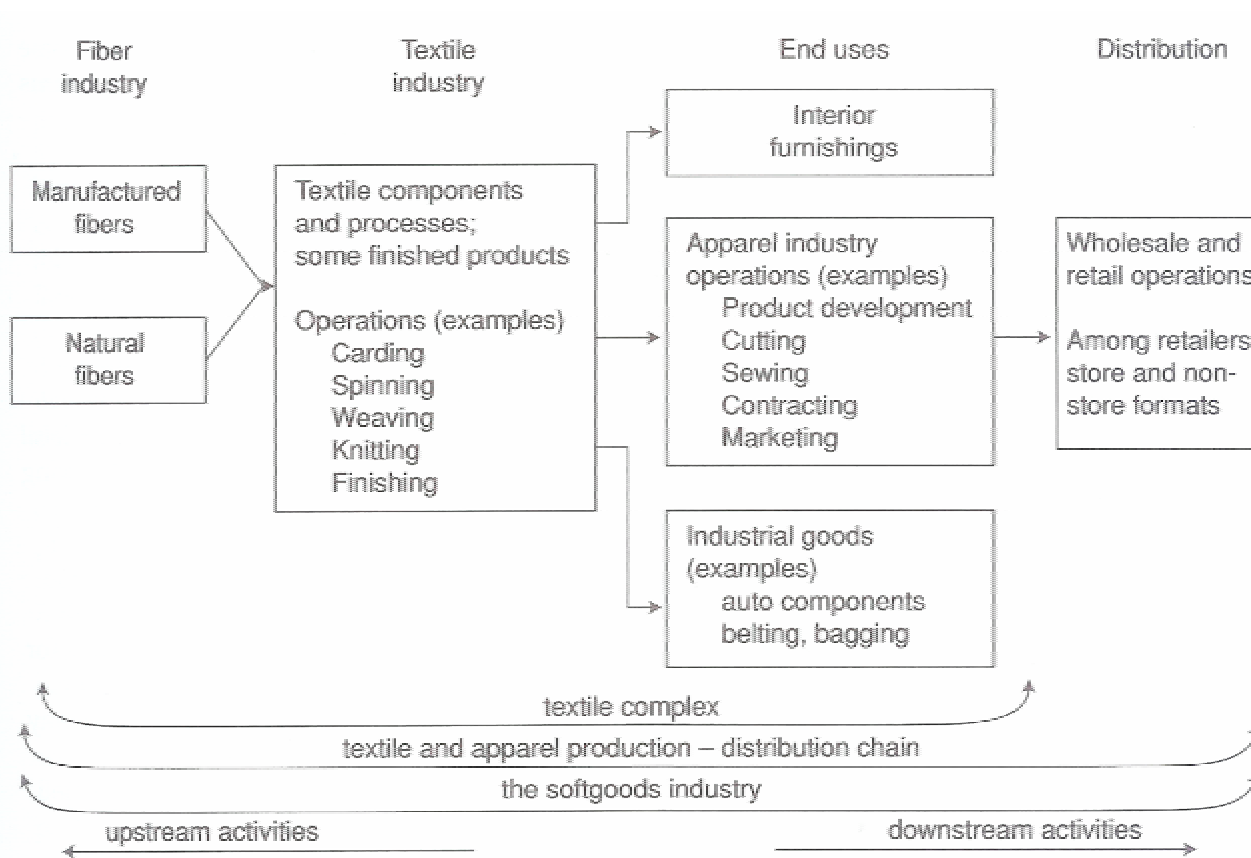 Fiber
industry
Textile
industry
End uses
Distribution
Manufactured
fibers
Natural
fibers
Textile components
and processes;
some finished products
Operations (examples)
Carding
Spinning
Weaving
Knitting
Finishing
Interior
furnishings
Apparel industry
operations (examples)
Product development
Cutting
Sewing
Contracting
Marketing
Industrial goods
(examples)
auto components
belting, bagging
Wholesale and
retail operations
Among retailers
store and non-
store formats
textile complex
textile and apparel production – distribution chain
the softgoods industry
upstream activities
downstream activities